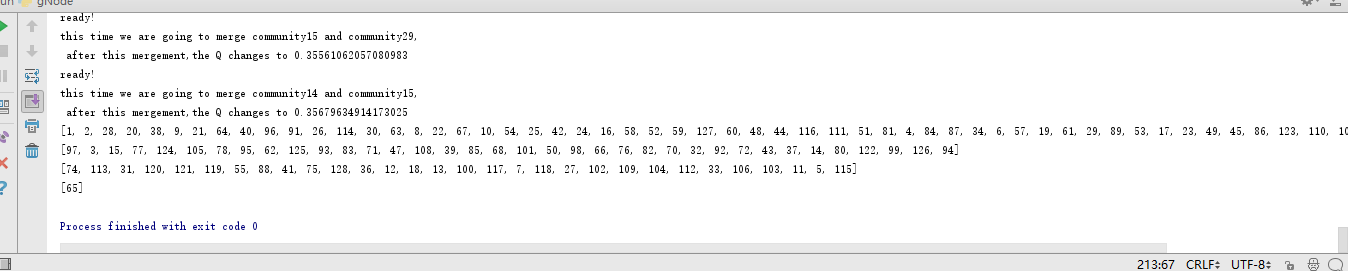 un gNode
ready!
this time we are going to merge community15 and community29,
after this mergement,the Q changes to 0.35561062057080983
ready!
this time we are going to merge community14 and community15,
after this mergement,the Q changes to 0.35679634914173025
[1, 2, 28, 20, 38, 9, 21, 64, 40, 96, 91, 26, 114, 30, 63, 8, 22, 67, 10, 54, 25, 42, 24, 16, 58, 52, 59, 127, 60, 48, 44, 116, 111, 51, 81, 4, 84, 87, 34, 6, 57, 19, 61, 29, 89, 53, 17, 23, 49, 45, 86, 123, 110, 10
[97, 3, 15, 77, 124, 105, 78, 95, 62, 125, 93, 83, 71, 47, 108, 39, 85, 68, 101, 50, 98, 66, 76, 82, 70, 32, 92, 72, 43, 37, 14, 80, 122, 99, 126, 94]
[74, 113, 31, 120, 121, 119, 55, 88, 41, 75, 128, 36, 12, 18, 13, 100, 117, 7, 118, 27, 102, 109, 104, 112, 33, 106, 103, 11, 5, 115]
[65]
Process finished with exit code 0
213:67 CRLF UTF-8